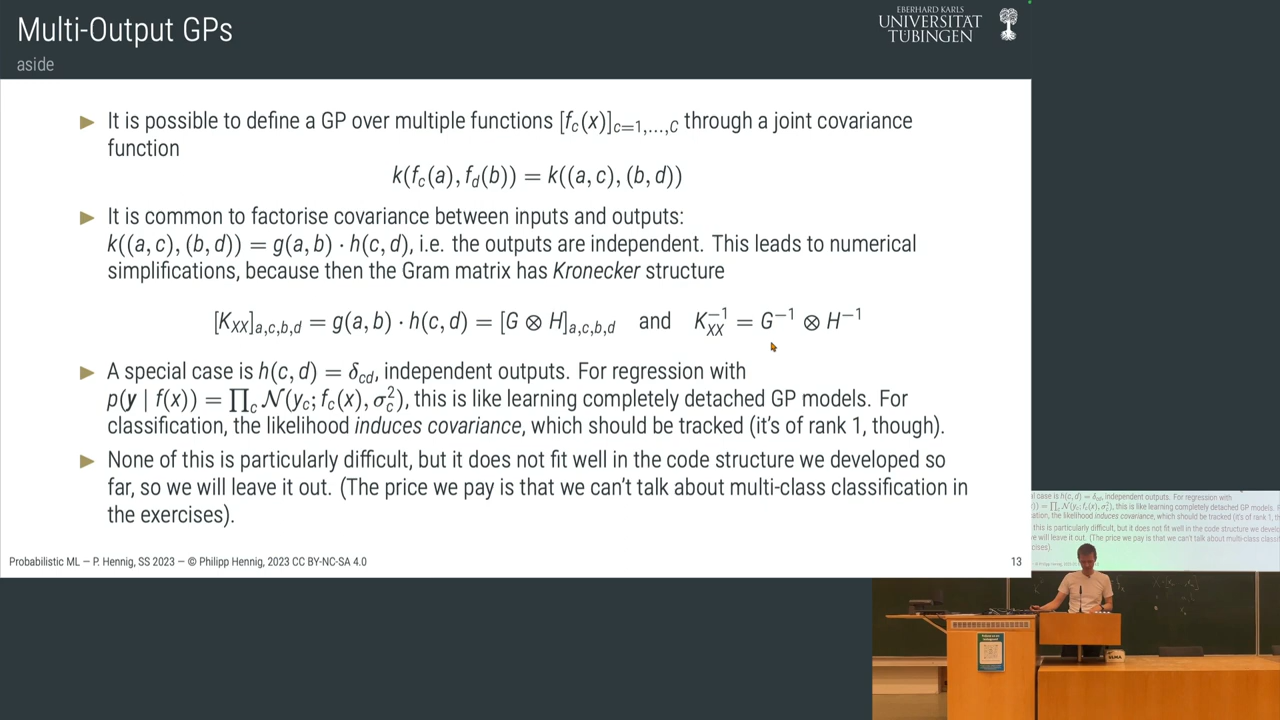 Multi-Output GPs
aside
EBERHARD KARLS
UNIVERSITÄT
TÜBINGEN
▶ It is possible to define a GP over multiple functions [f_c(x)]_{c=1,...,C} through a joint covariance
function
k(f_c(a), f_d(b)) = k((a, c), (b, d))
▶ It is common to factorise covariance between inputs and outputs:
k((a, c), (b, d)) = g(a, b) · h(c, d), i.e. the outputs are independent. This leads to numerical
simplifications, because then the Gram matrix has Kronecker structure
[K_{XX}]_{a,c,b,d} = g(a, b) · h(c, d) = [G ⊗ H]_{a,c,b,d} and K_{XX}^{−1} = G^{−1} ⊗ H^{−1}
▶ A special case is h(c, d) = δ_{cd}, independent outputs. For regression with
p(y | f(x)) = ∏_c N(y_c; f_c(x), σ_c^2), this is like learning completely detached GP models. For
classification, the likelihood induces covariance, which should be tracked (it's of rank 1, though).
▶ None of this is particularly difficult, but it does not fit well in the code structure we developed so
far, so we will leave it out. (The price we pay is that we can't talk about multi-class classification in
the exercises).
Probabilistic ML — P. Hennig, SS 2023 — © Philipp Hennig, 2023 CC BY-NC-SA 4.0
13